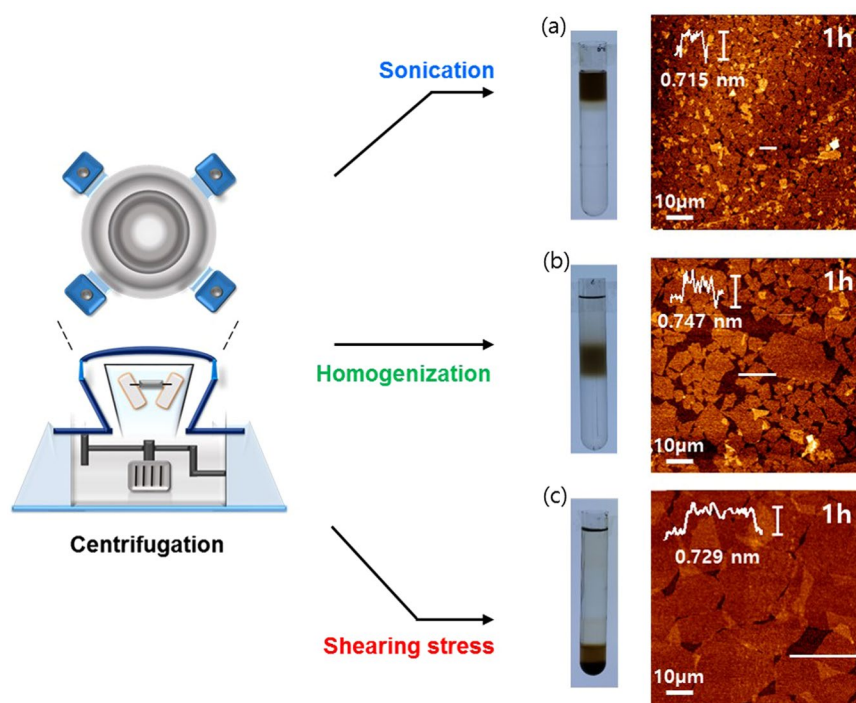 (a)
Sonication
1h
0.715 nm
10μm
(b)
1h
0.747 nm
Homogenization
10μm
(c)
1h
Centrifugation
0.729 nm
Shearing stress
10μm